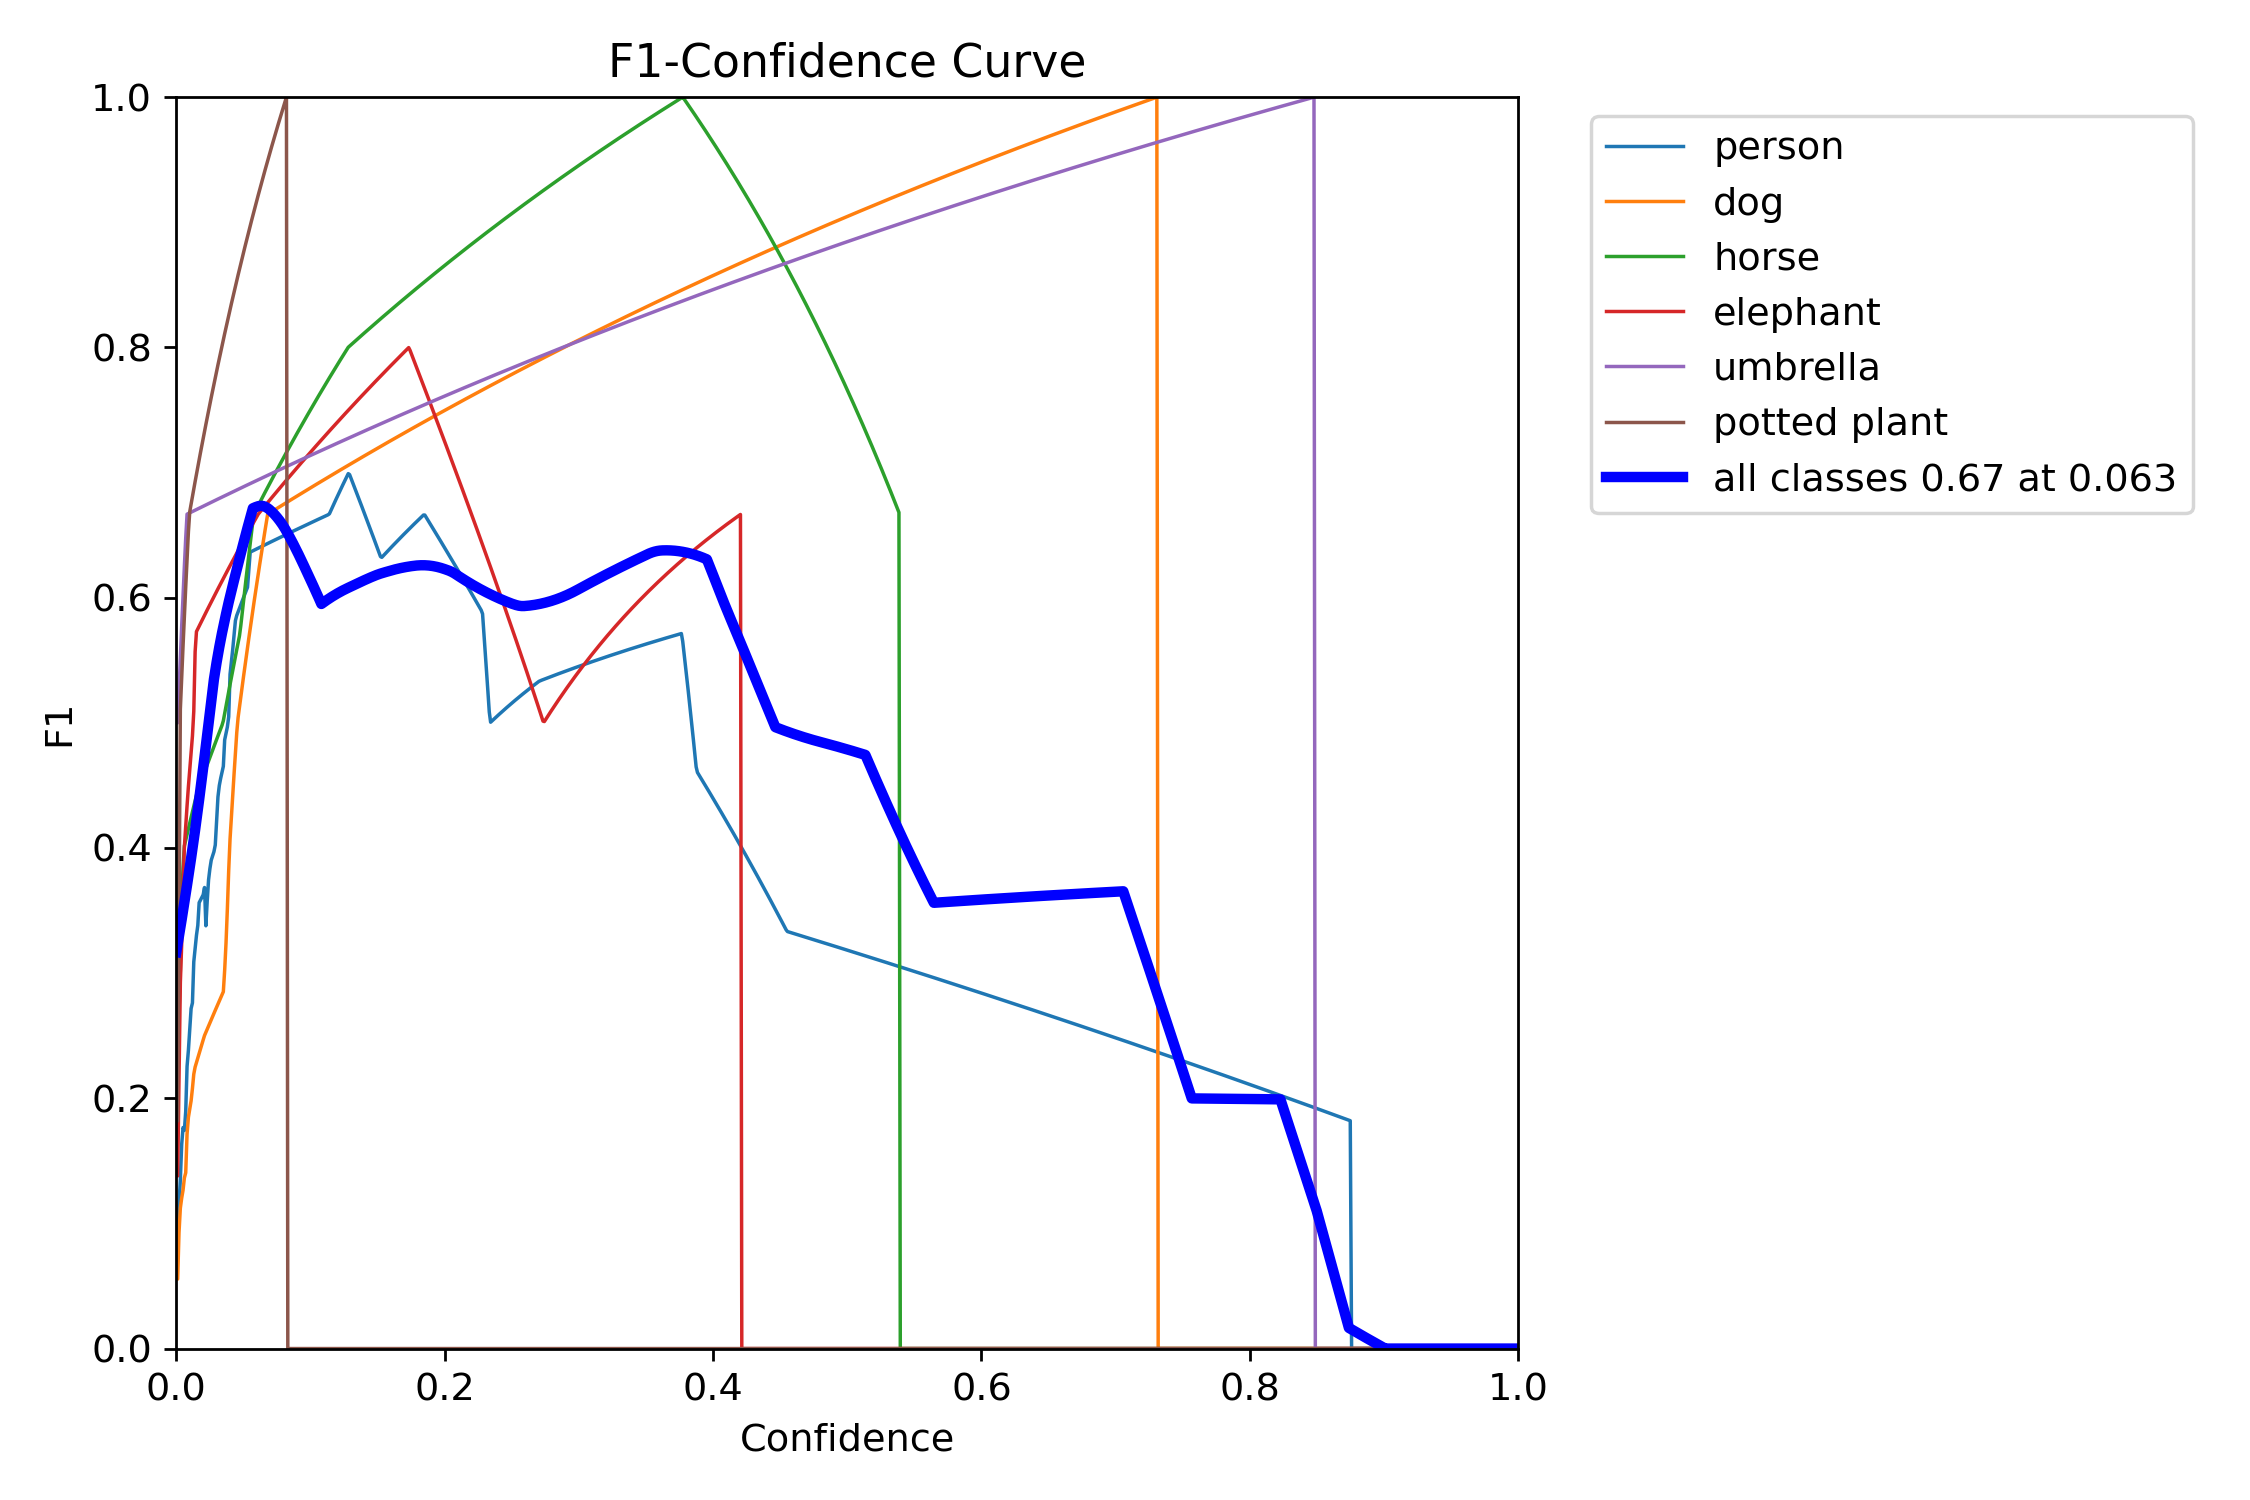 F1-Confidence Curve
1.0
0.8
0.6
0.4
0.2
0.0
F1
0.0 0.2 0.4 0.6 0.8 1.0
Confidence
person
dog
horse
elephant
umbrella
potted plant
all classes 0.67 at 0.063